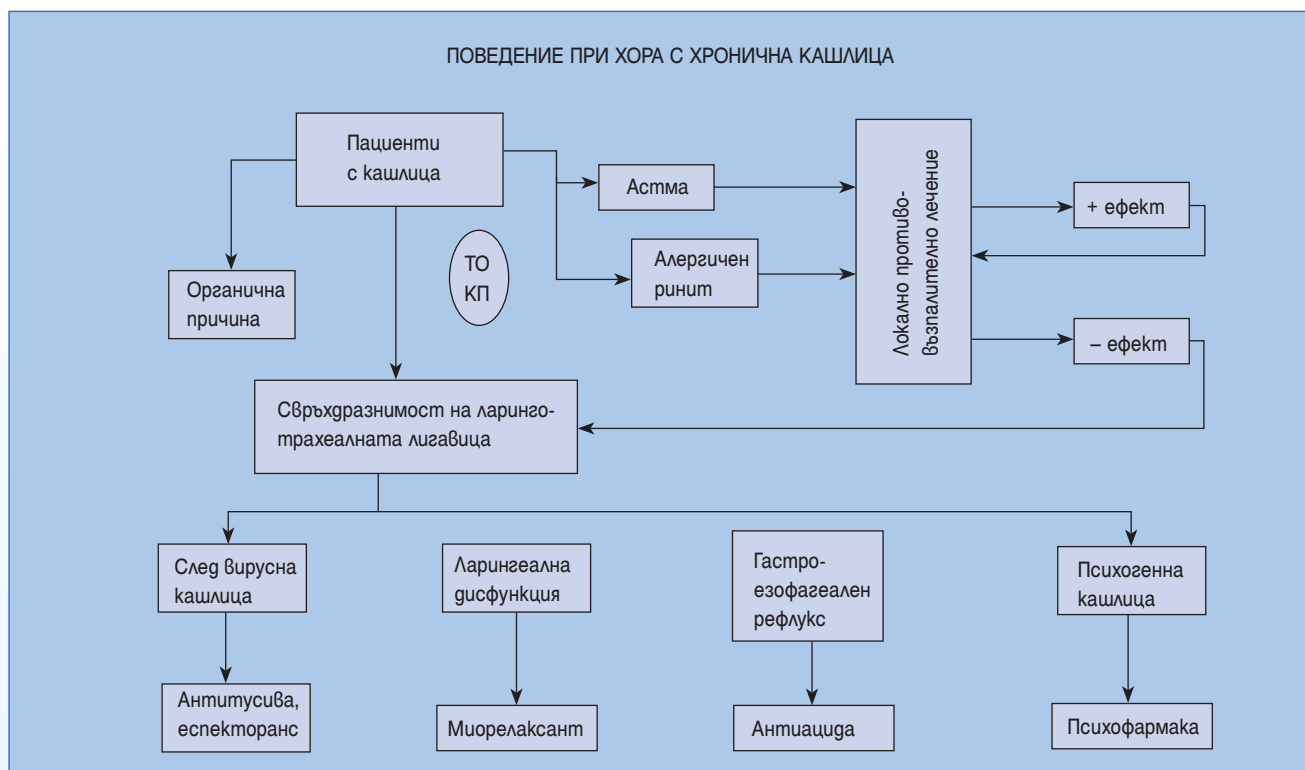 ПОВЕДЕНИЕ ПРИ ХОРА С ХРОНИЧНА КАШЛИЦА
Пациенти
с кашлица
Астма
Алергичен
ринит
Локално противо-
възпалително лечение
+ ефект
– ефект
ТО
КП
Органична
причина
Свръхдразнимост на ларинго-
трахеалната лигавица
След вирусна
кашлица
Ларингеална
дисфункция
Гастро-
езофагеален
рефлукс
Психогенна
кашлица
Антитусива,
еспекторанс
Миорелаксант
Антиацида
Психофармака